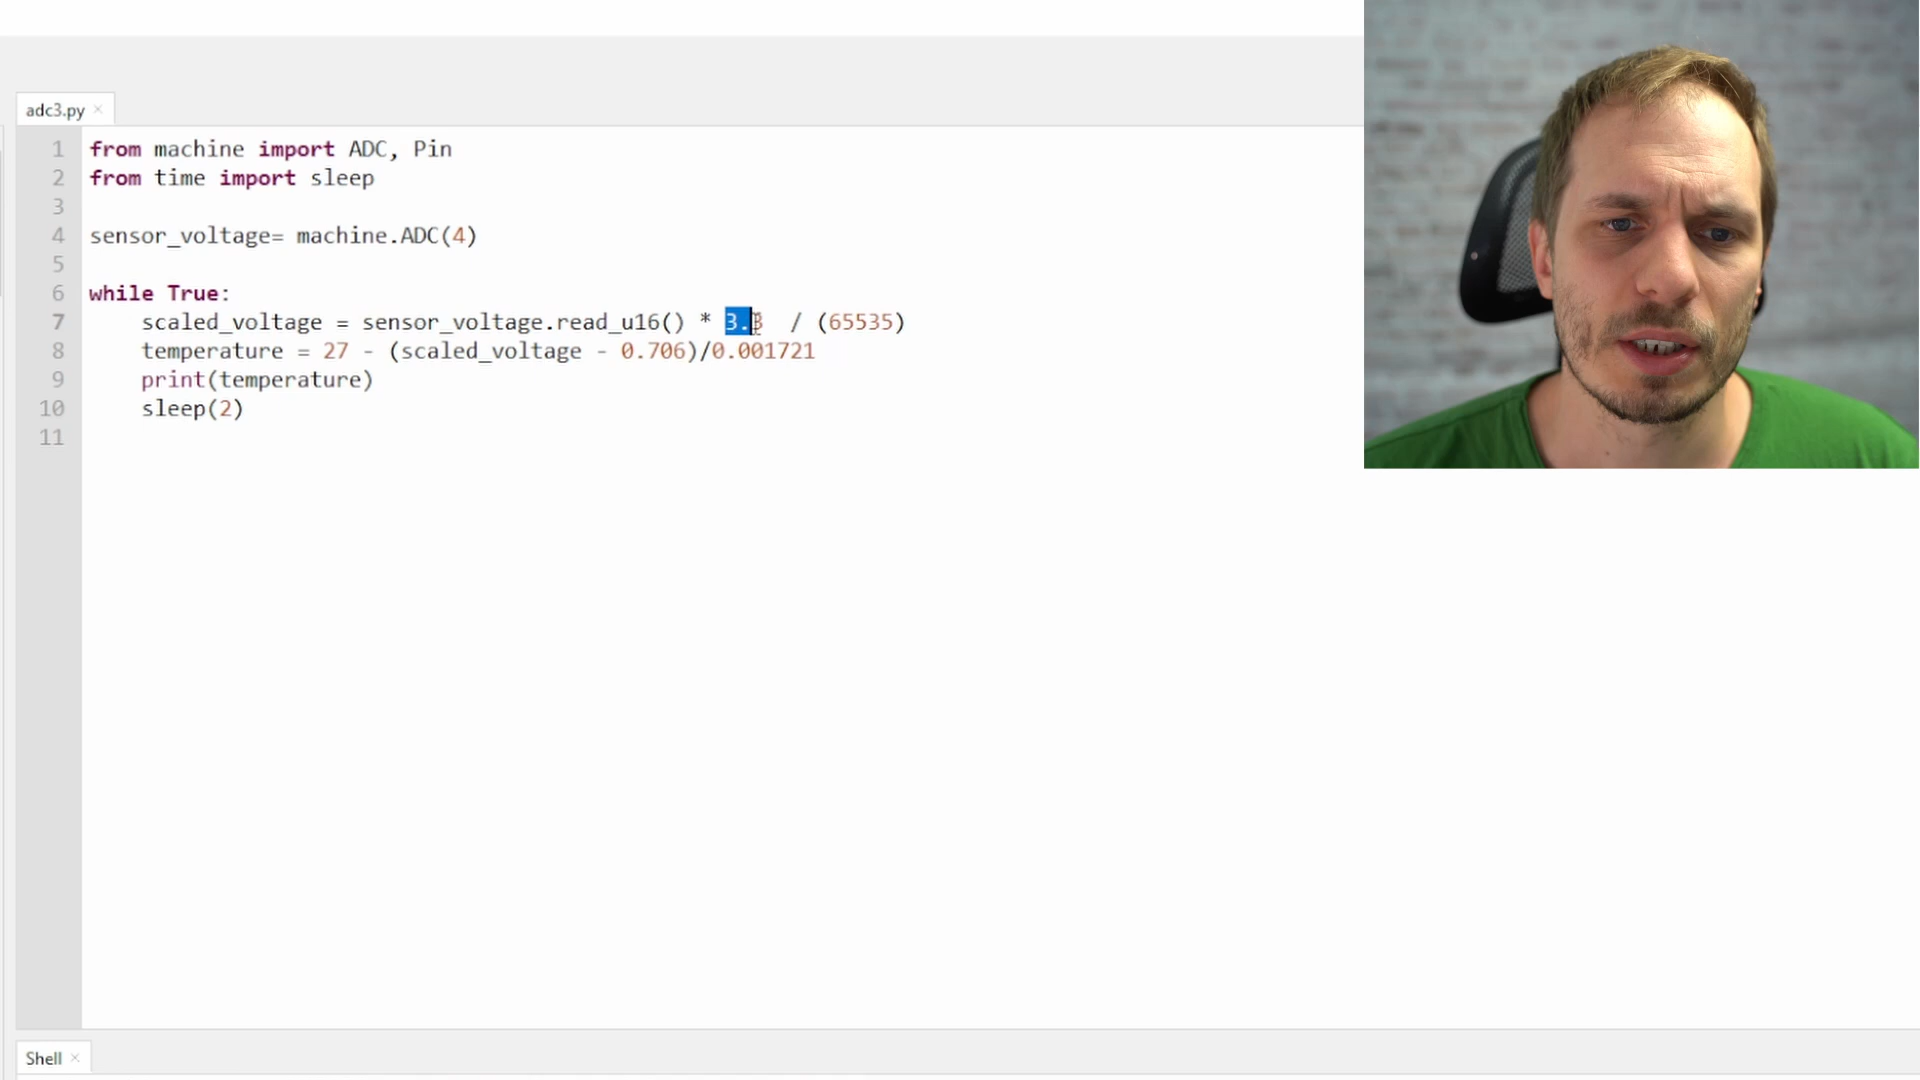 adc3.py ×
1 from machine import ADC, Pin
2 from time import sleep
3
4 sensor_voltage= machine.ADC(4)
5
6 while True:
7 scaled_voltage = sensor_voltage.read_u16() * 3.3 / (65535)
8 temperature = 27 - (scaled_voltage - 0.706)/0.001721
9 print(temperature)
10 sleep(2)
11
Shell ×